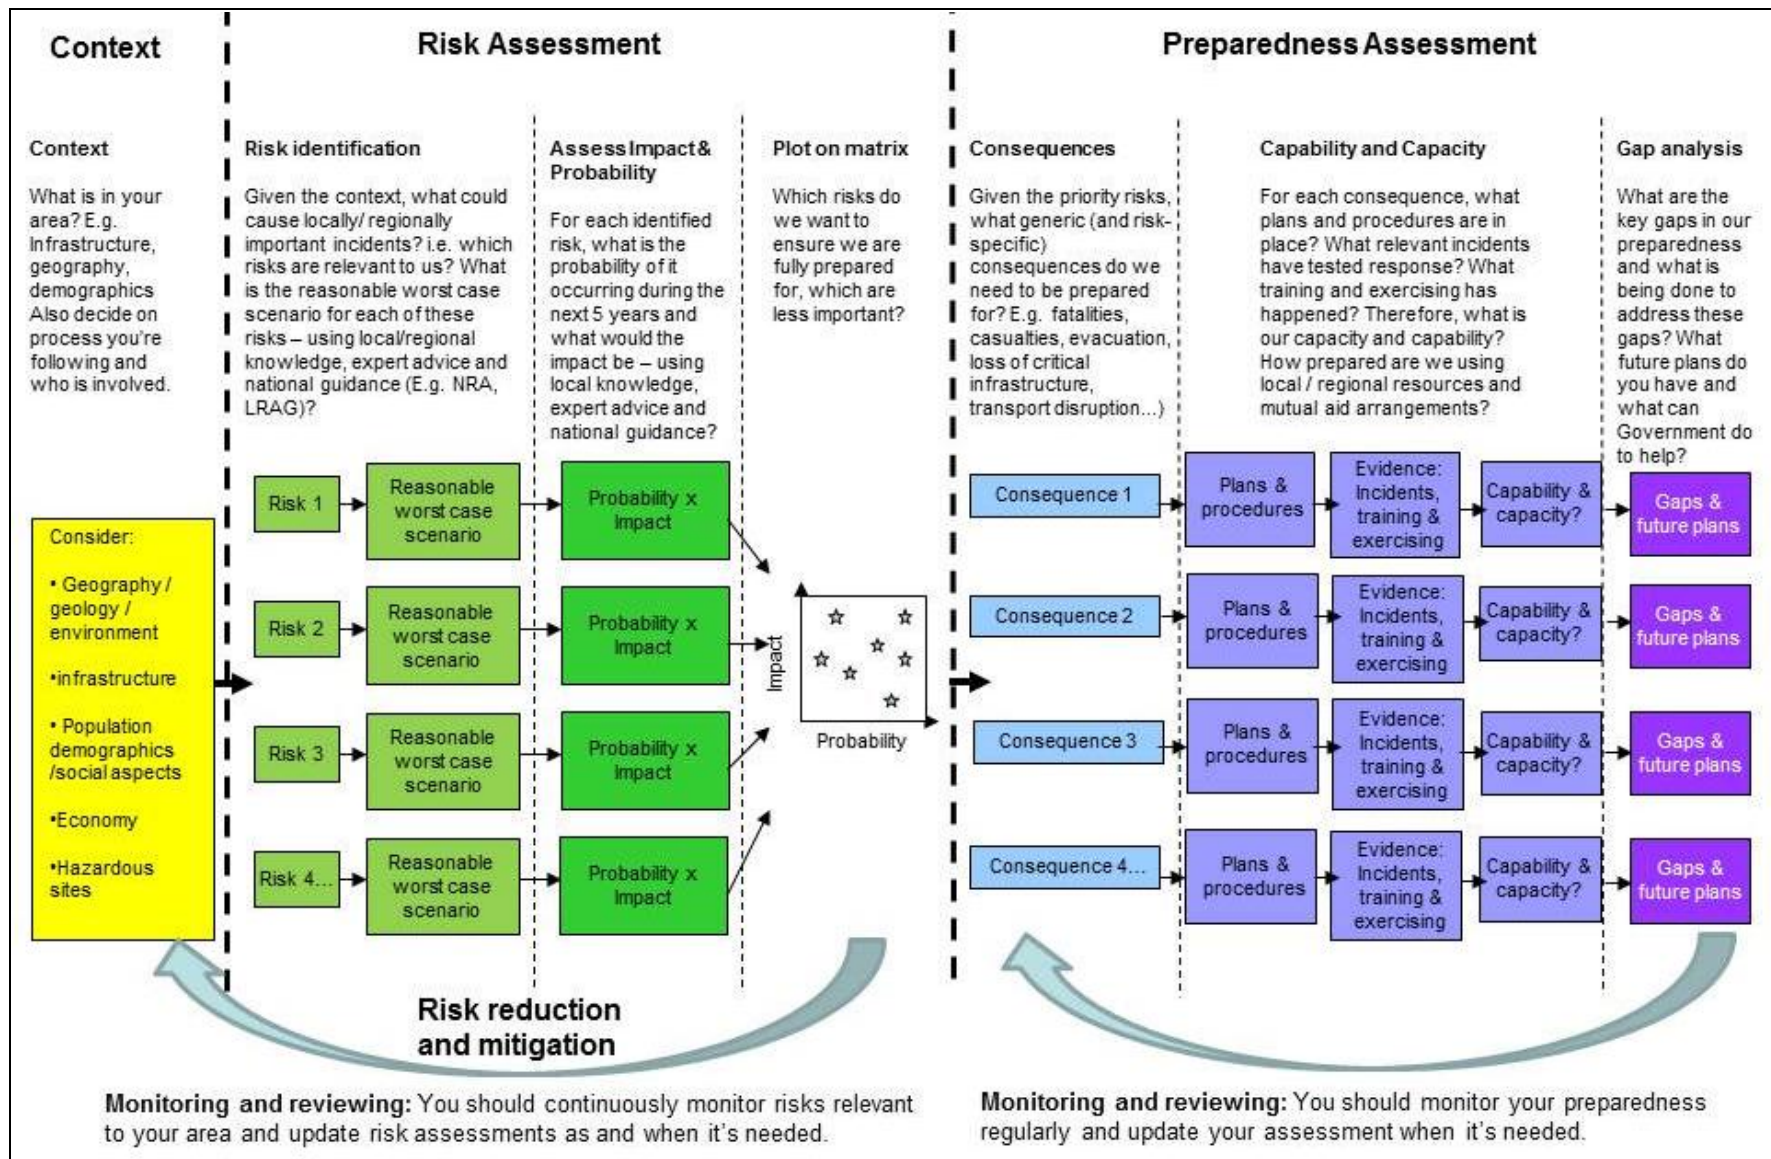 Context
Risk Assessment
Preparedness Assessment
Context
What is in your
area? E.g.
Infrastructure,
geography,
demographics
Also decide on
process you're
following and
who is involved.
Risk identification
Given the context, what could
cause locally/ regionally
important incidents? i.e. which
risks are relevant to us? What
is the reasonable worst case
scenario for each of these
risks – using local/regional
knowledge, expert advice and
national guidance (E.g. NRA,
LRAG)?
Assess Impact &
Probability
For each identified
risk, what is the
probability of it
occurring during the
next 5 years and
what would the
impact be – using
local knowledge,
expert advice and
national guidance?
Plot on matrix
Which risks do
we want to
ensure we are
fully prepared
for, which are
less important?
Consequences
Given the priority risks,
what generic (and risk-
specific)
consequences do we
need to be prepared
for? E.g. fatalities,
casualties, evacuation,
loss of critical
infrastructure,
transport disruption...)
Capability and Capacity
For each consequence, what
plans and procedures are in
place? What relevant incidents
have tested response? What
training and exercising has
happened? Therefore, what is
our capacity and capability?
How prepared are we using
local / regional resources and
mutual aid arrangements?
Gap analysis
What are the
key gaps in our
preparedness
and what is
being done to
address these
gaps? What
future plans do
you have and
what can
Government do
to help?
Consider:
• Geography /
geology /
environment
•infrastructure
• Population
demographics
/social aspects
•Economy
•Hazardous
sites
Risk 1
Reasonable
worst case
scenario
Probability x
Impact
Risk 2
Reasonable
worst case
scenario
Probability x
Impact
Risk 3
Reasonable
worst case
scenario
Probability x
Impact
Risk 4...
Reasonable
worst case
scenario
Probability x
Impact
Impact
Probability
Consequence 1
Plans &
procedures
Evidence:
Incidents,
training &
exercising
Capability &
capacity?
Gaps &
future plans
Consequence 2
Plans &
procedures
Evidence:
Incidents,
training &
exercising
Capability &
capacity?
Gaps &
future plans
Consequence 3
Plans &
procedures
Evidence:
Incidents,
training &
exercising
Capability &
capacity?
Gaps &
future plans
Consequence 4...
Plans &
procedures
Evidence:
Incidents,
training &
exercising
Capability &
capacity?
Gaps &
future plans
Risk reduction
and mitigation
Monitoring and reviewing: You should continuously monitor risks relevant
to your area and update risk assessments as and when it's needed.
Monitoring and reviewing: You should monitor your preparedness
regularly and update your assessment when it's needed.